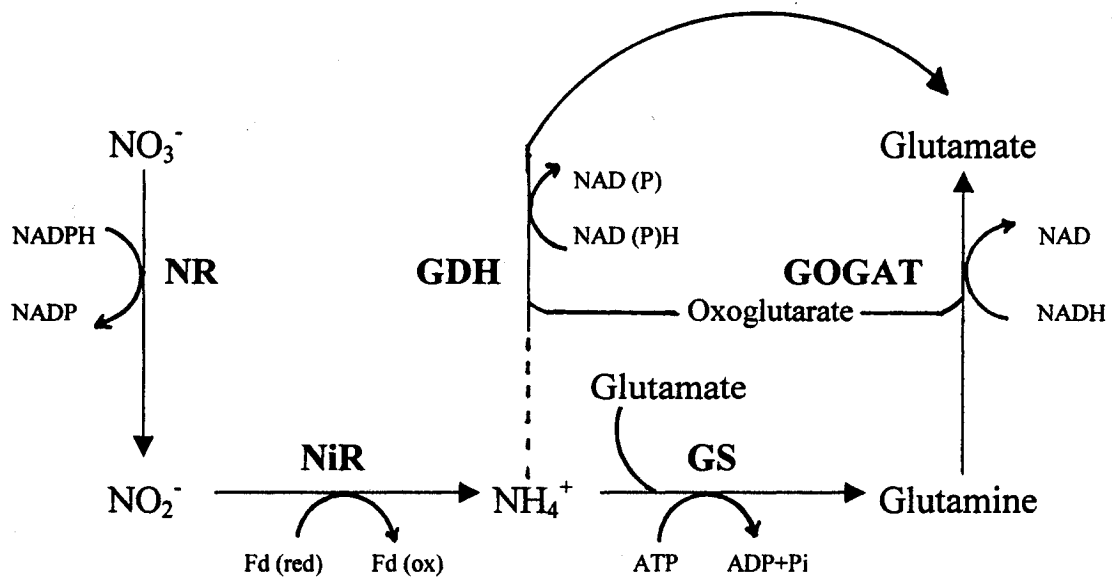 NO₃⁻
Glutamate
NAD (P)
NADPH
NAD (P)H
NAD
NR
GDH
GOGAT
NADP
Oxoglutarate
NADH
Glutamate
NiR
GS
NO₂⁻
NH₄⁺
Glutamine
Fd (red)
Fd (ox)
ATP
ADP+Pi